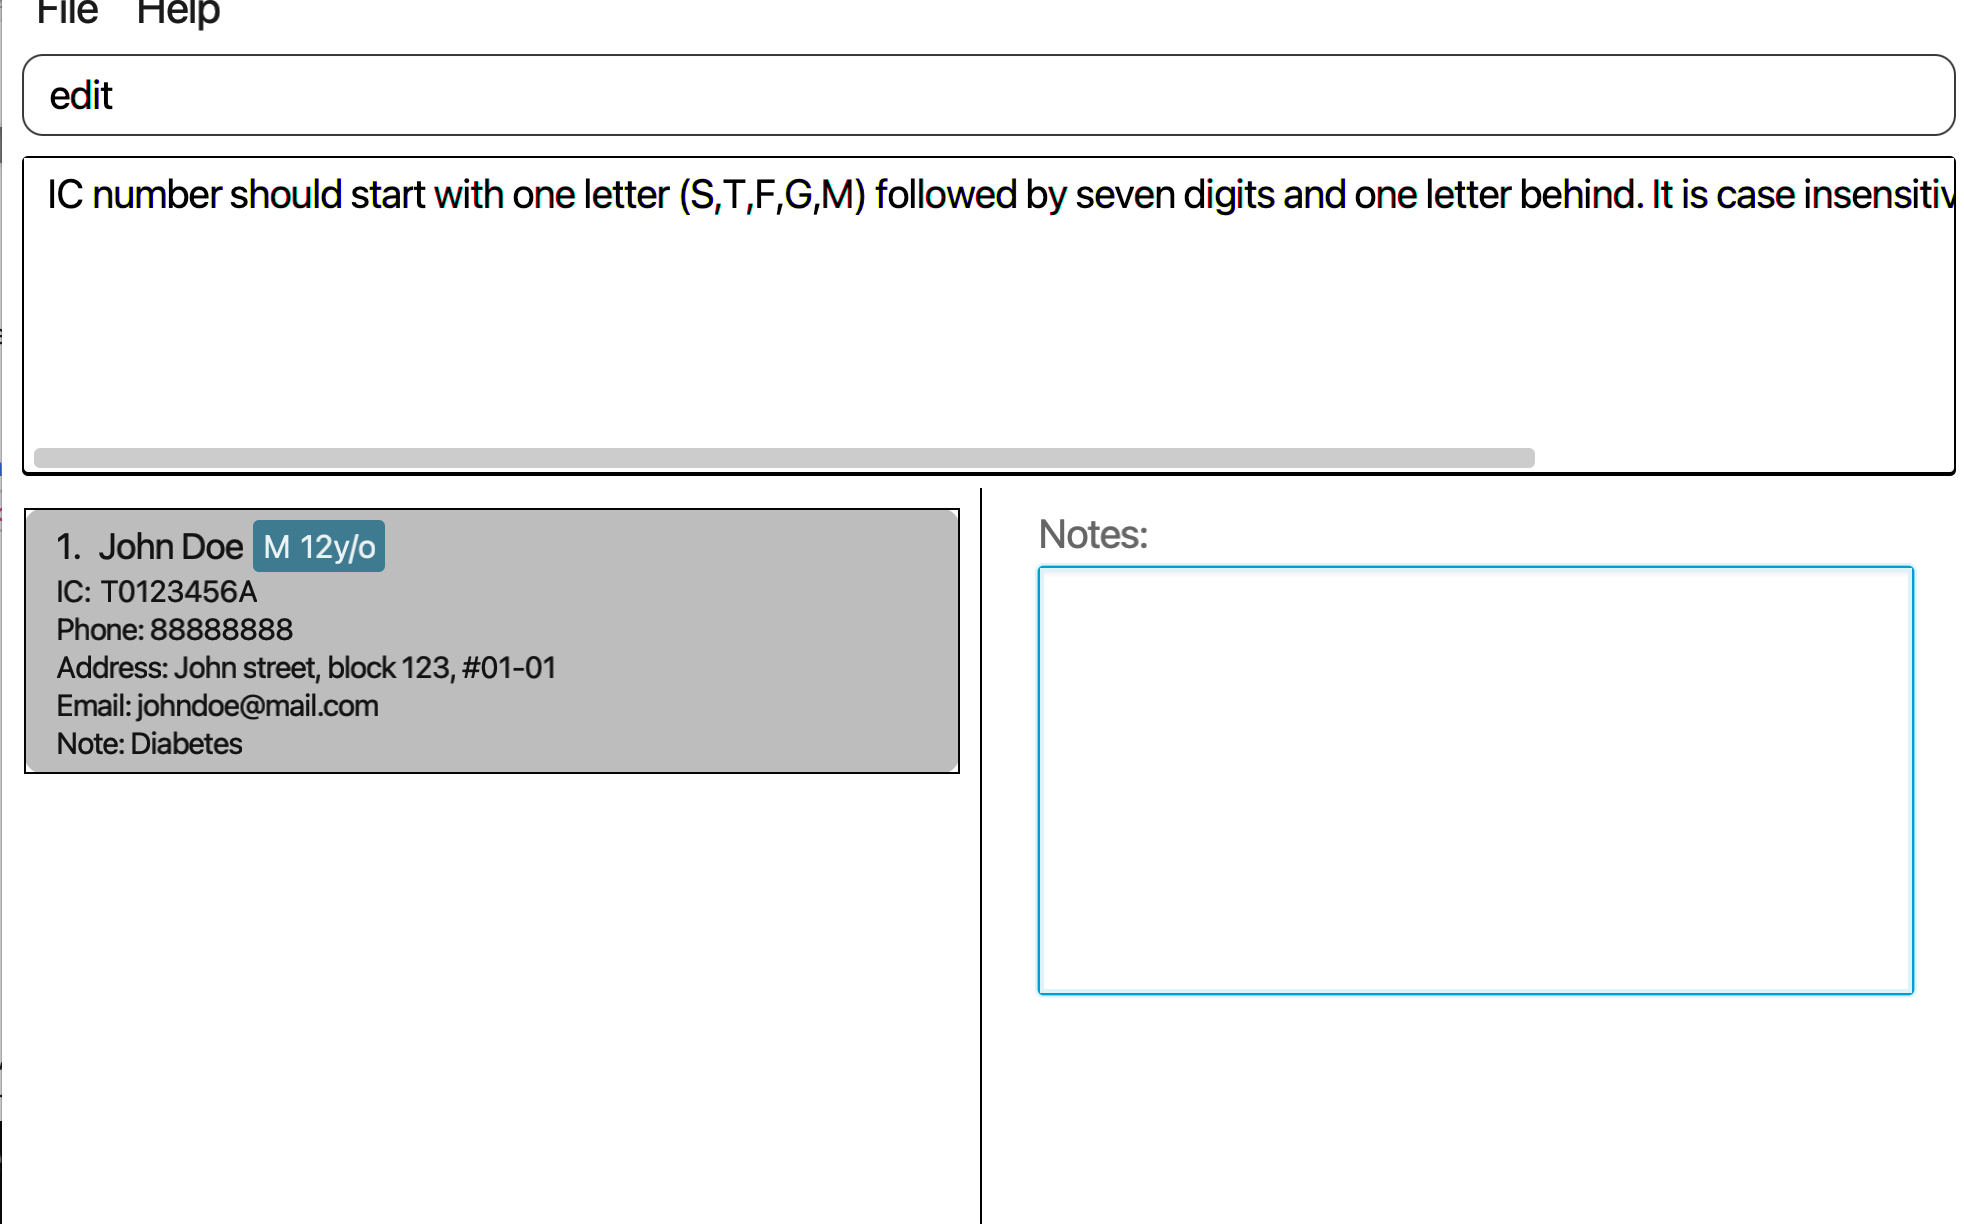 File Help
edit
IC number should start with one letter (S,T,F,G,M) followed by seven digits and one letter behind. It is case insensitiv
1. John Doe M 12y/o
IC: T0123456A
Phone: 88888888
Address: John street, block 123, #01-01
Email: johndoe@mail.com
Note: Diabetes
Notes: